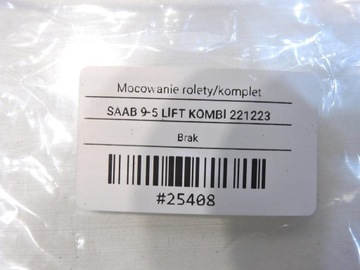 Mocowanie rolety/komplet
SAAB 9-5 LIFT KOMBI 221223
Brak
#25408